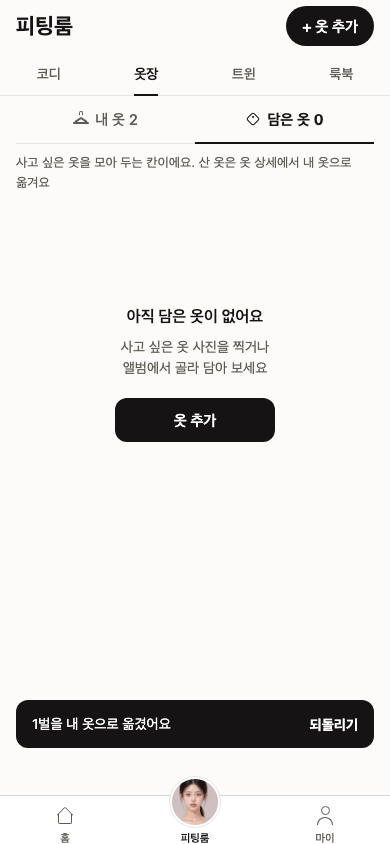 피팅룸
+ 옷 추가
코디
옷장
트윈
룩북
내 옷 2
담은 옷 0
사고 싶은 옷을 모아 두는 칸이에요. 산 옷은 옷 상세에서 내 옷으로
옮겨요
아직 담은 옷이 없어요
사고 싶은 옷 사진을 찍거나
앨범에서 골라 담아 보세요
옷 추가
1벌을 내 옷으로 옮겼어요
되돌리기
홈
피팅룸
마이